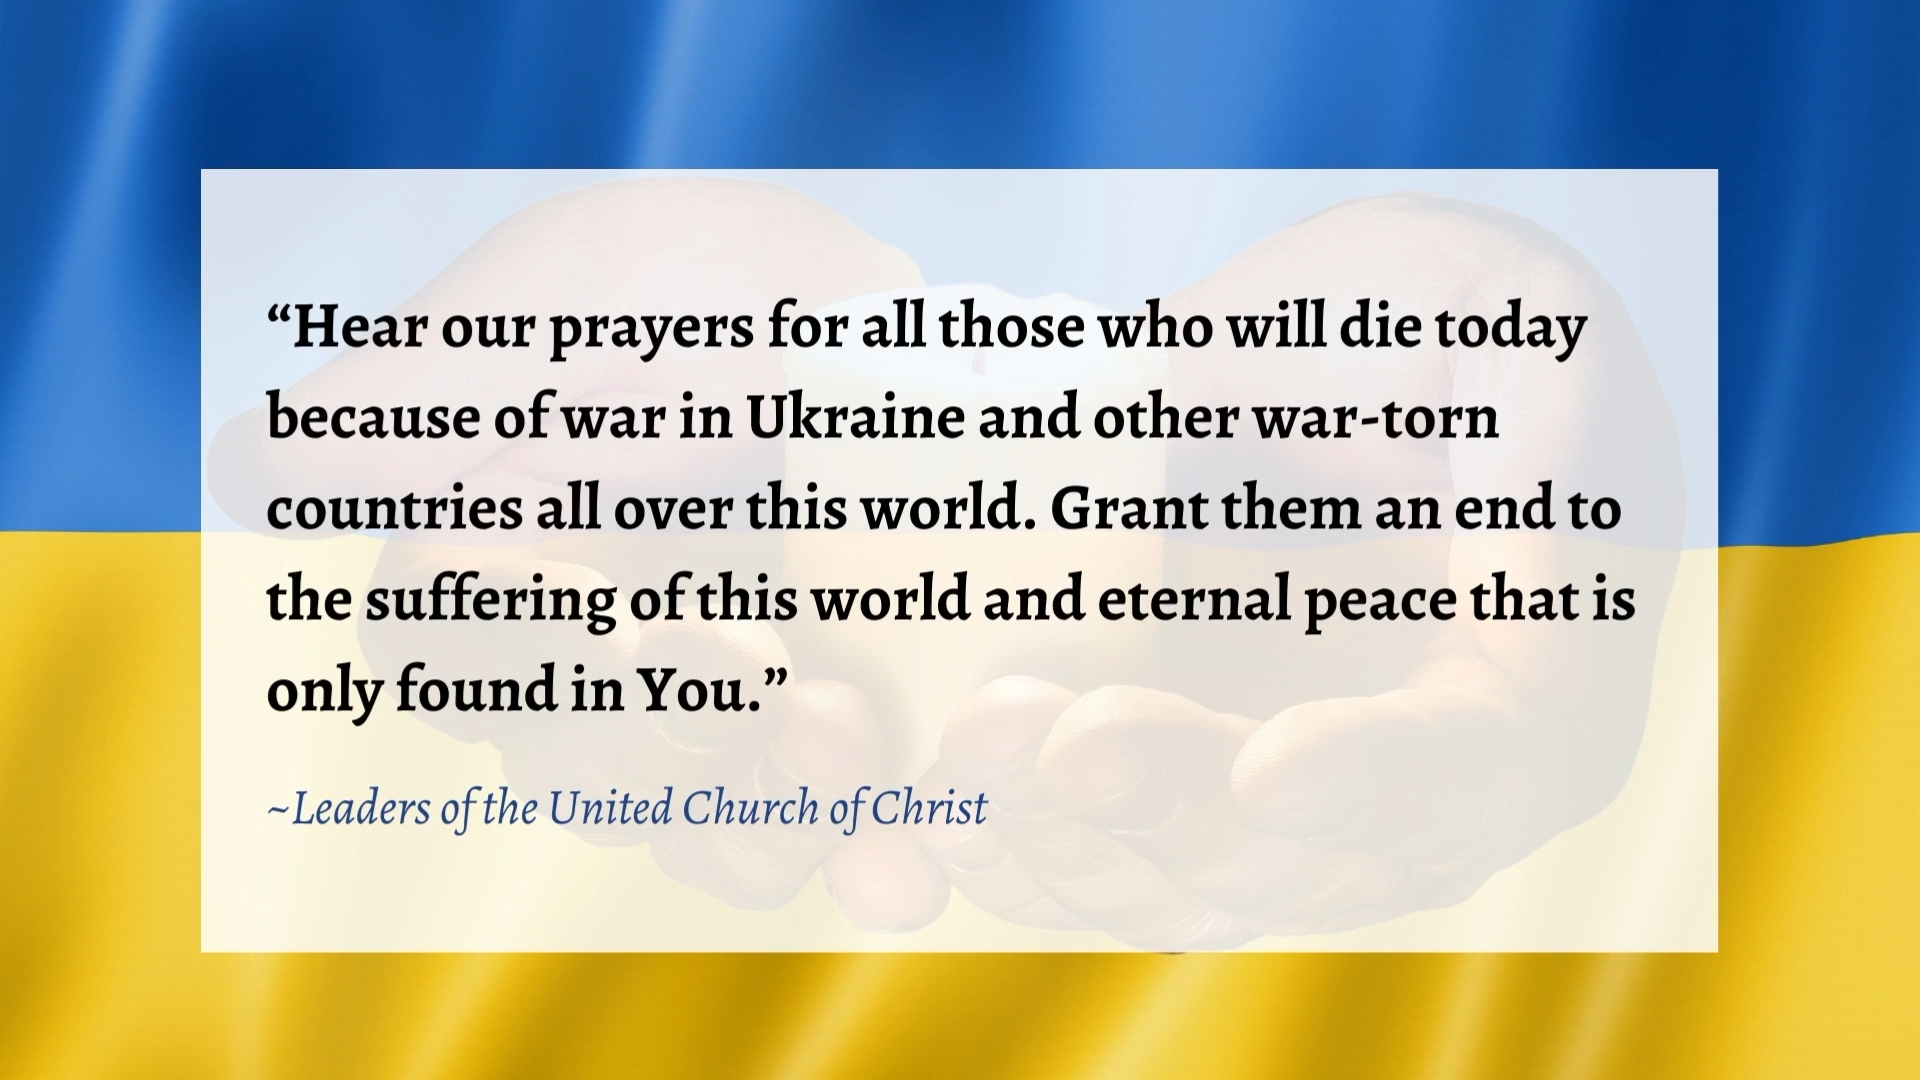 “Hear our prayers for all those who will die today
because of war in Ukraine and other war-torn
countries all over this world. Grant them an end to
the suffering of this world and eternal peace that is
only found in You.”
~Leaders of the United Church of Christ